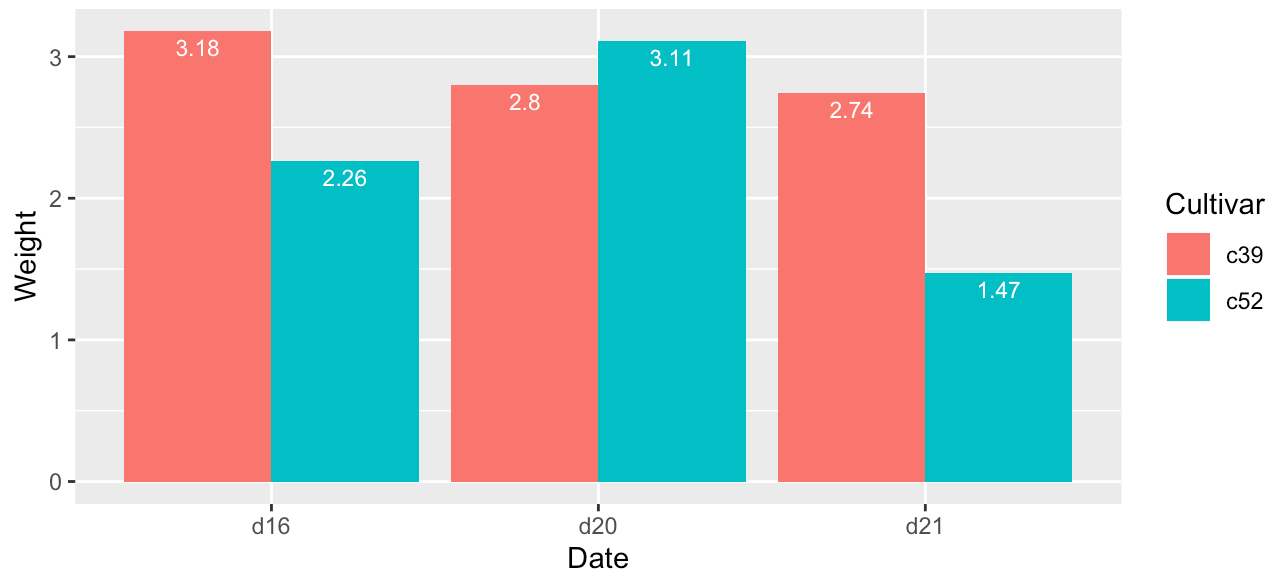 3.18
3.11
2.8
2.74
2.26
1.47
3
2
1
0
Weight
d16
d20
d21
Date
Cultivar
c39
c52